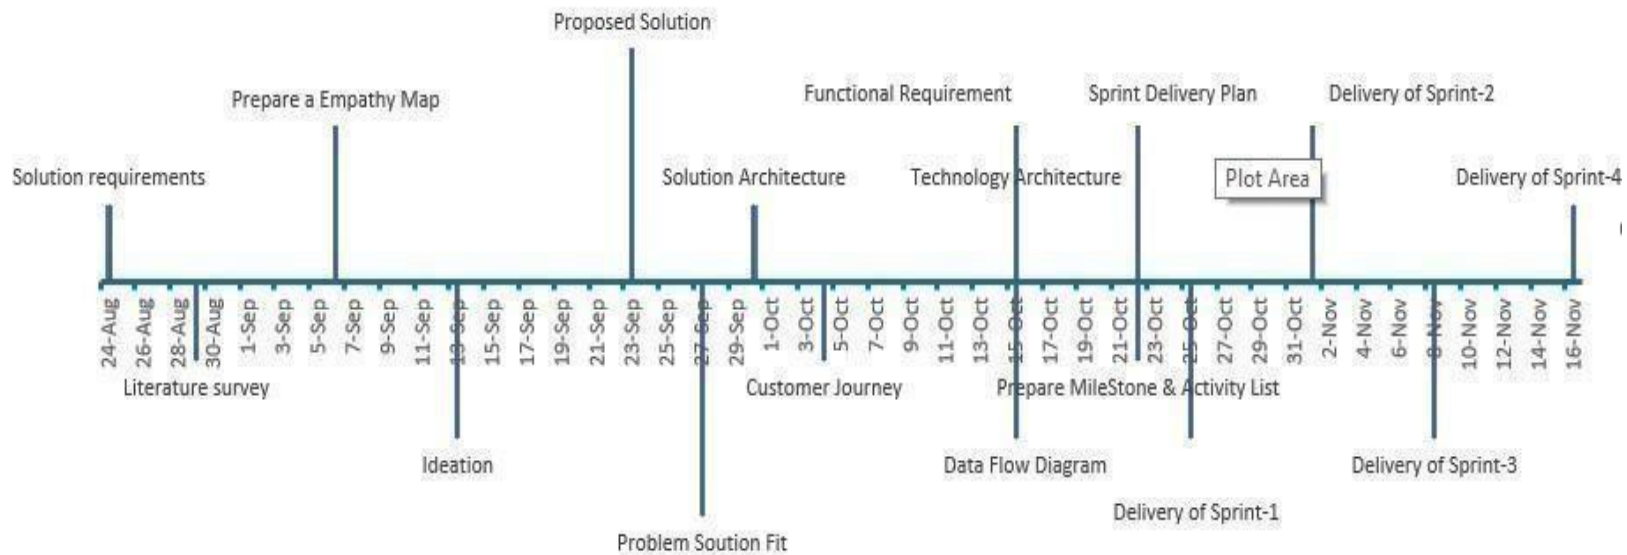 Proposed Solution
Prepare a Empathy Map
Functional Requirement
Sprint Delivery Plan
Delivery of Sprint-2
Solution requirements
Solution Architecture
Technology Architecture
Plot Area
Delivery of Sprint-4
24-Aug
26-Aug
28-Aug
30-Aug
1-Sep
3-Sep
5-Sep
7-Sep
9-Sep
11-Sep
13-Sep
15-Sep
17-Sep
19-Sep
21-Sep
23-Sep
25-Sep
27-Sep
29-Sep
1-Oct
3-Oct
5-Oct
7-Oct
9-Oct
11-Oct
13-Oct
15-Oct
17-Oct
19-Oct
21-Oct
23-Oct
25-Oct
27-Oct
29-Oct
31-Oct
2-Nov
4-Nov
6-Nov
8-Nov
10-Nov
12-Nov
14-Nov
16-Nov
Literature survey
Customer Journey
Prepare MileStone & Activity List
Ideation
Data Flow Diagram
Delivery of Sprint-3
Delivery of Sprint-1
Problem Soution Fit